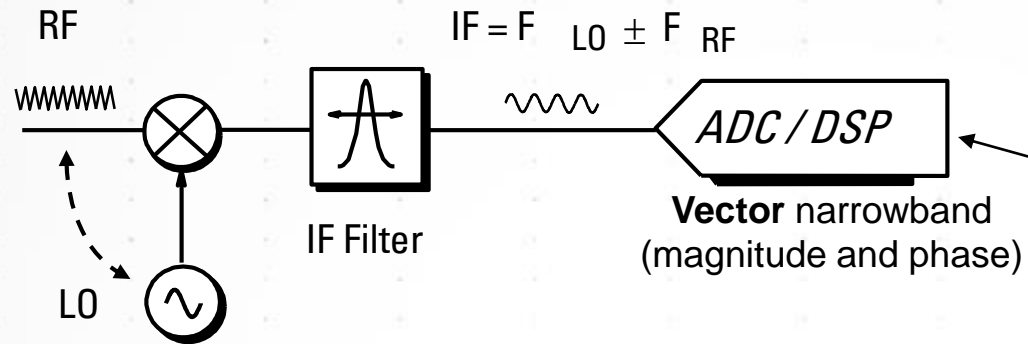 RF
IF = F LO ± F RF
ADC / DSP
IF Filter
Vector narrowband
(magnitude and phase)
LO